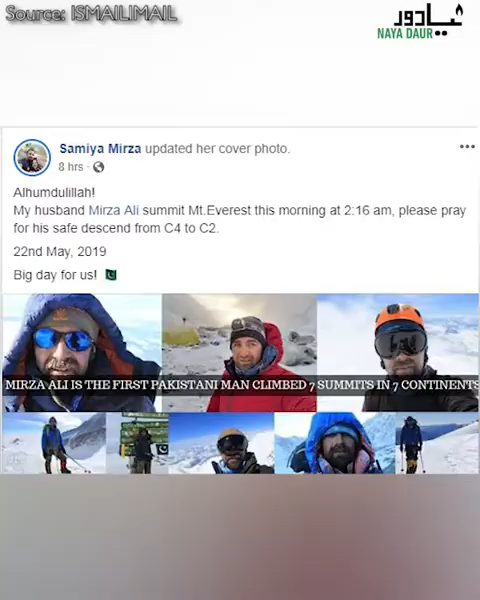 Source: ISMAILIMAIL
نیا دور
NAYA DAUR
Samiya Mirza updated her cover photo.
8 hrs ·
Alhumdulillah!
My husband Mirza Ali summit Mt.Everest this morning at 2:16 am, please pray
for his safe descend from C4 to C2.
22nd May, 2019
Big day for us! 🇵🇰
MIRZA ALI IS THE FIRST PAKISTANI MAN CLIMBED 7 SUMMITS IN 7 CONTINENTS